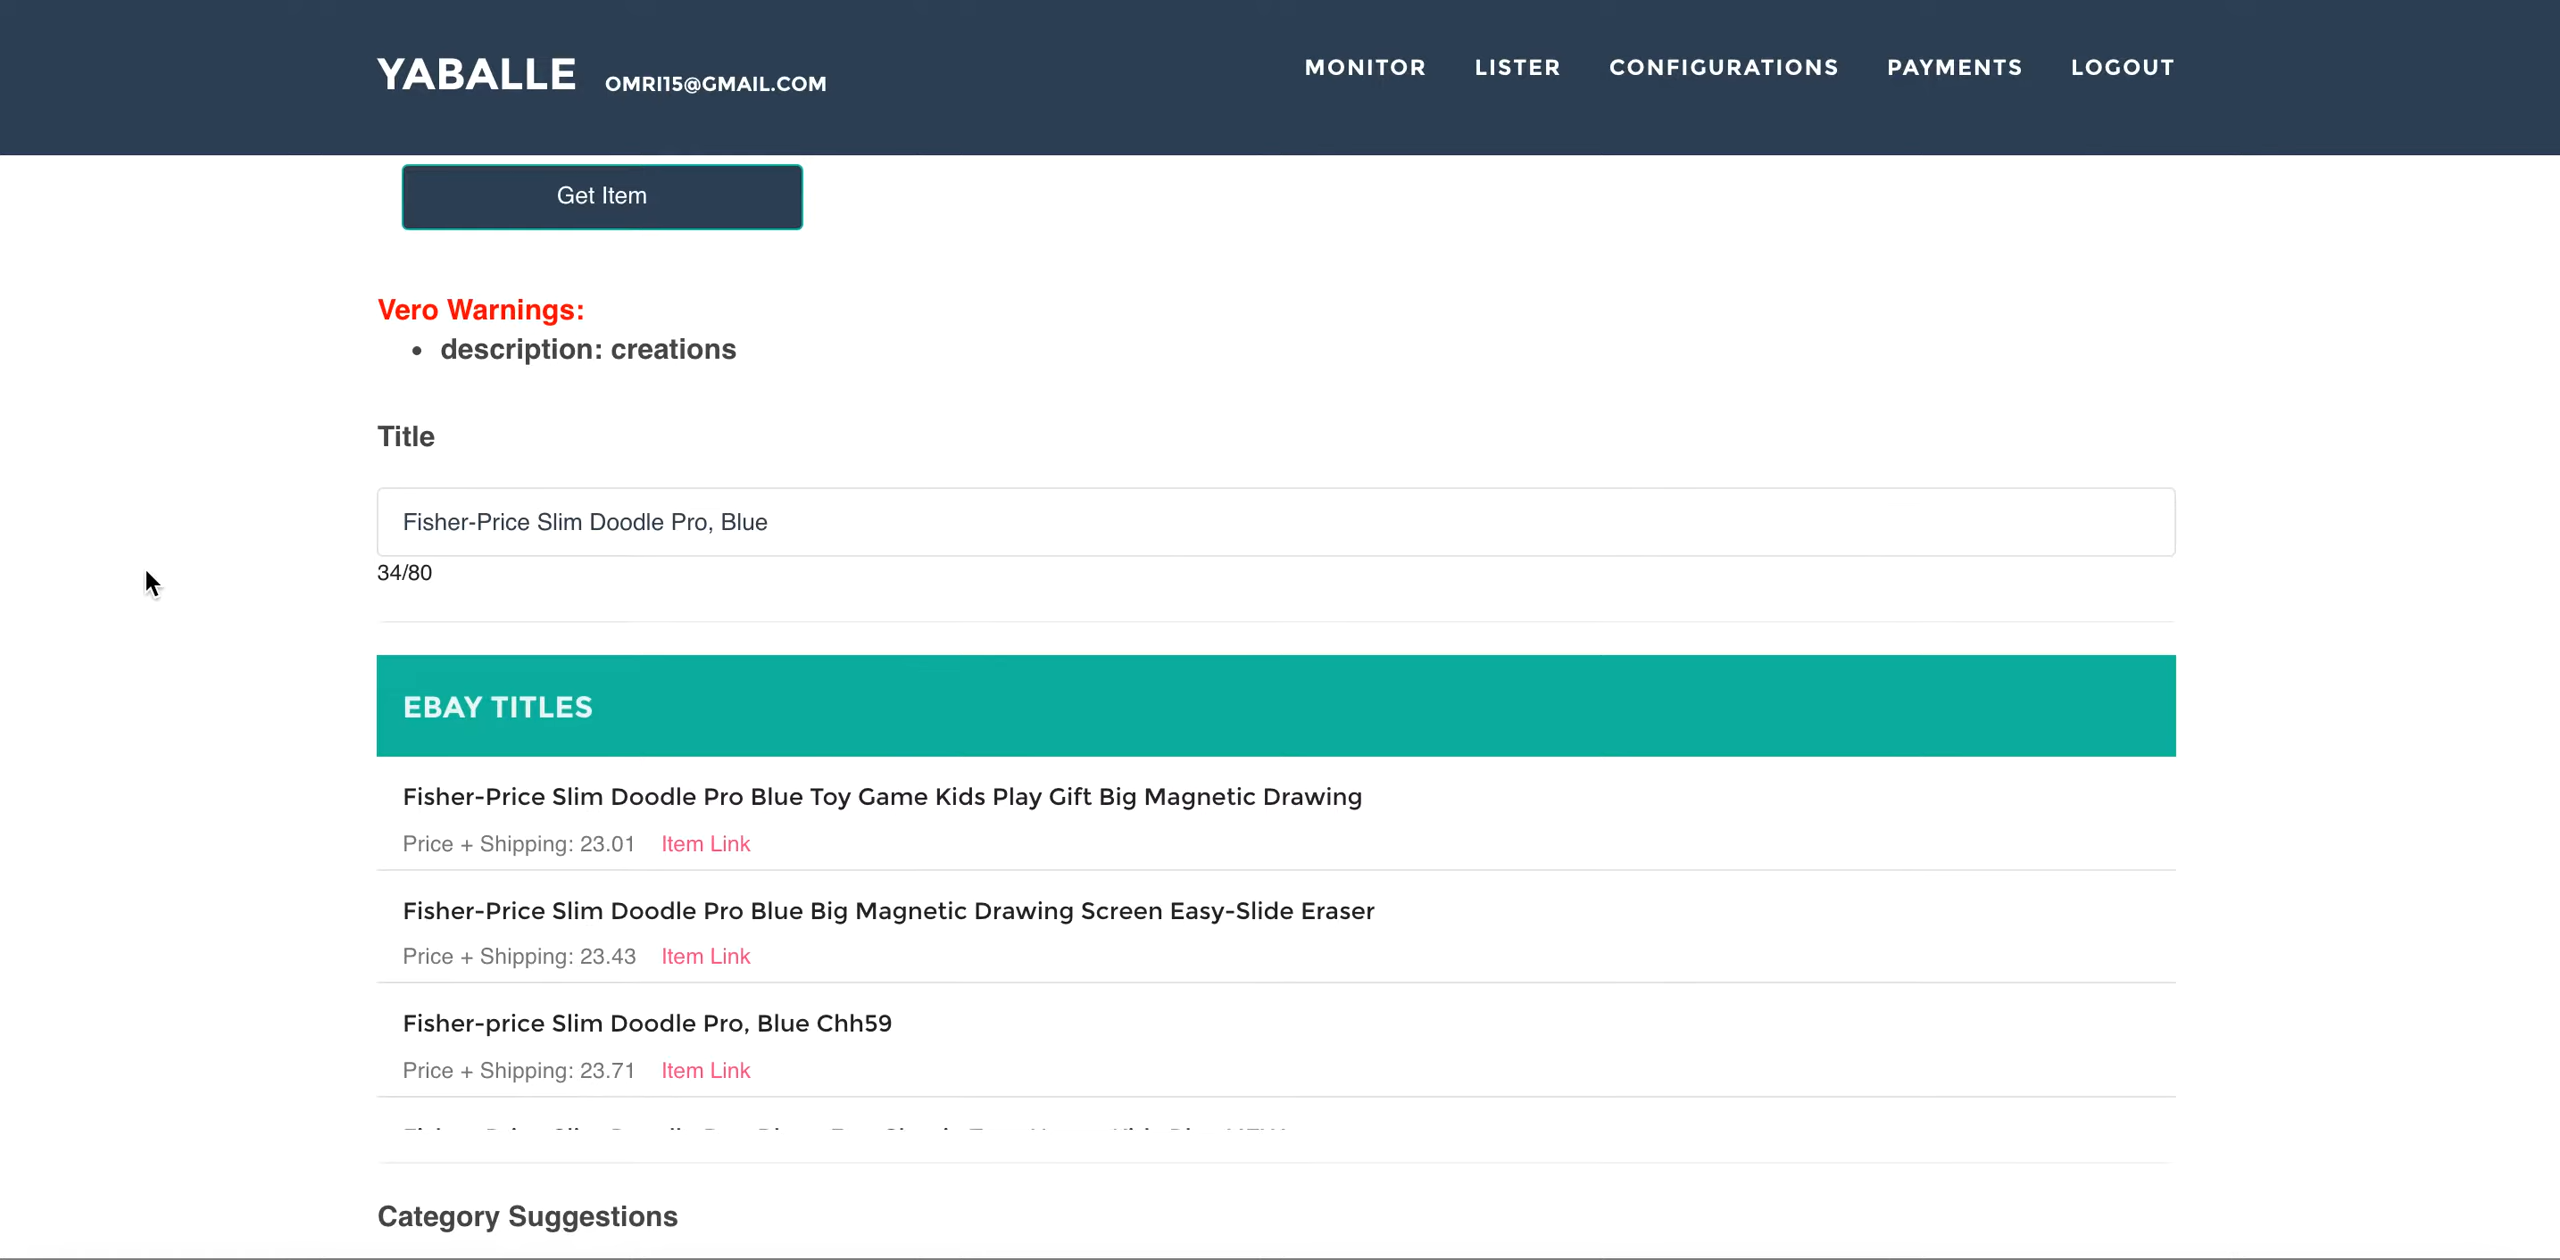 YABALLE OMRI15@GMAIL.COM MONITOR LISTER CONFIGURATIONS PAYMENTS LOGOUT
Get Item
Vero Warnings:
• description: creations
Title
Fisher-Price Slim Doodle Pro, Blue
34/80
EBAY TITLES
Fisher-Price Slim Doodle Pro Blue Toy Game Kids Play Gift Big Magnetic Drawing
Price + Shipping: 23.01 Item Link
Fisher-Price Slim Doodle Pro Blue Big Magnetic Drawing Screen Easy-Slide Eraser
Price + Shipping: 23.43 Item Link
Fisher-price Slim Doodle Pro, Blue Chh59
Price + Shipping: 23.71 Item Link
Category Suggestions